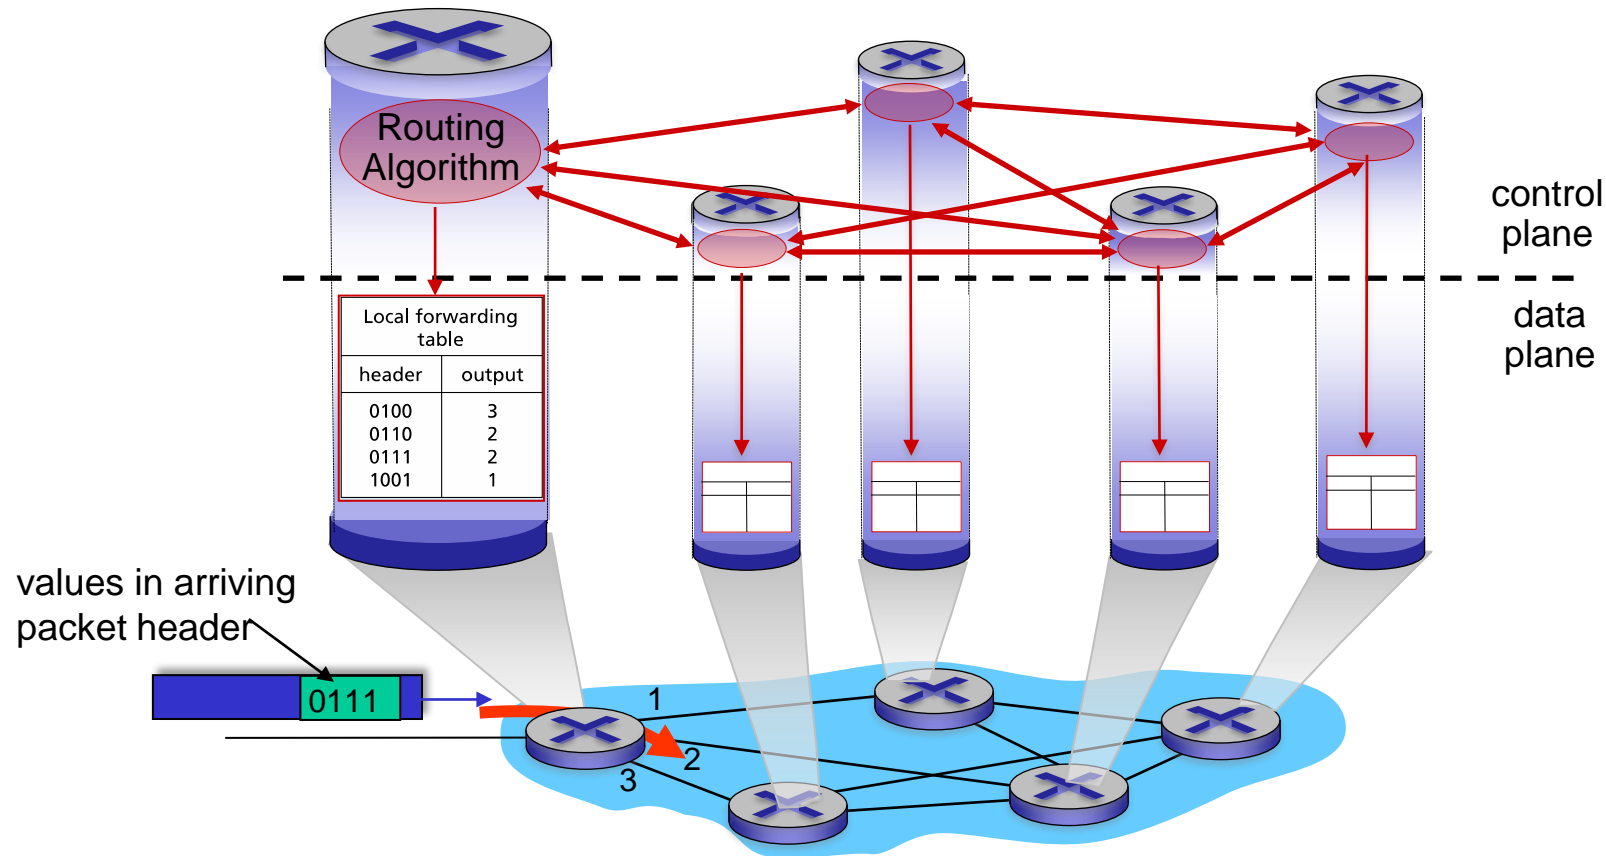 Routing
Algorithm
control
plane
data
plane
Local forwarding
table
header output
0100 3
0110 2
0111 2
1001 1
values in arriving
packet header
0111
1
2
3